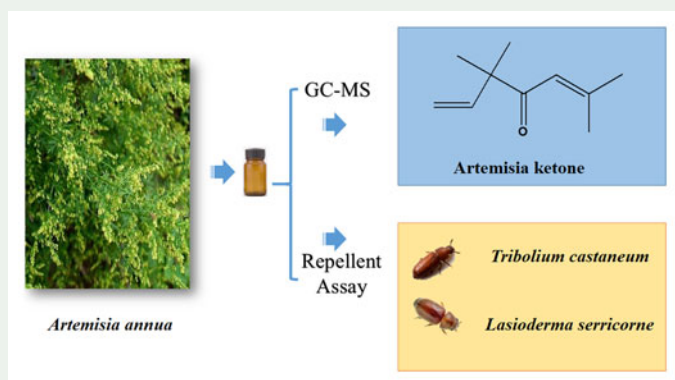 GC-MS
O
Artemisia ketone
Repellent
Assay
Tribolium castaneum
Lasioderma serricorne
Artemisia annua